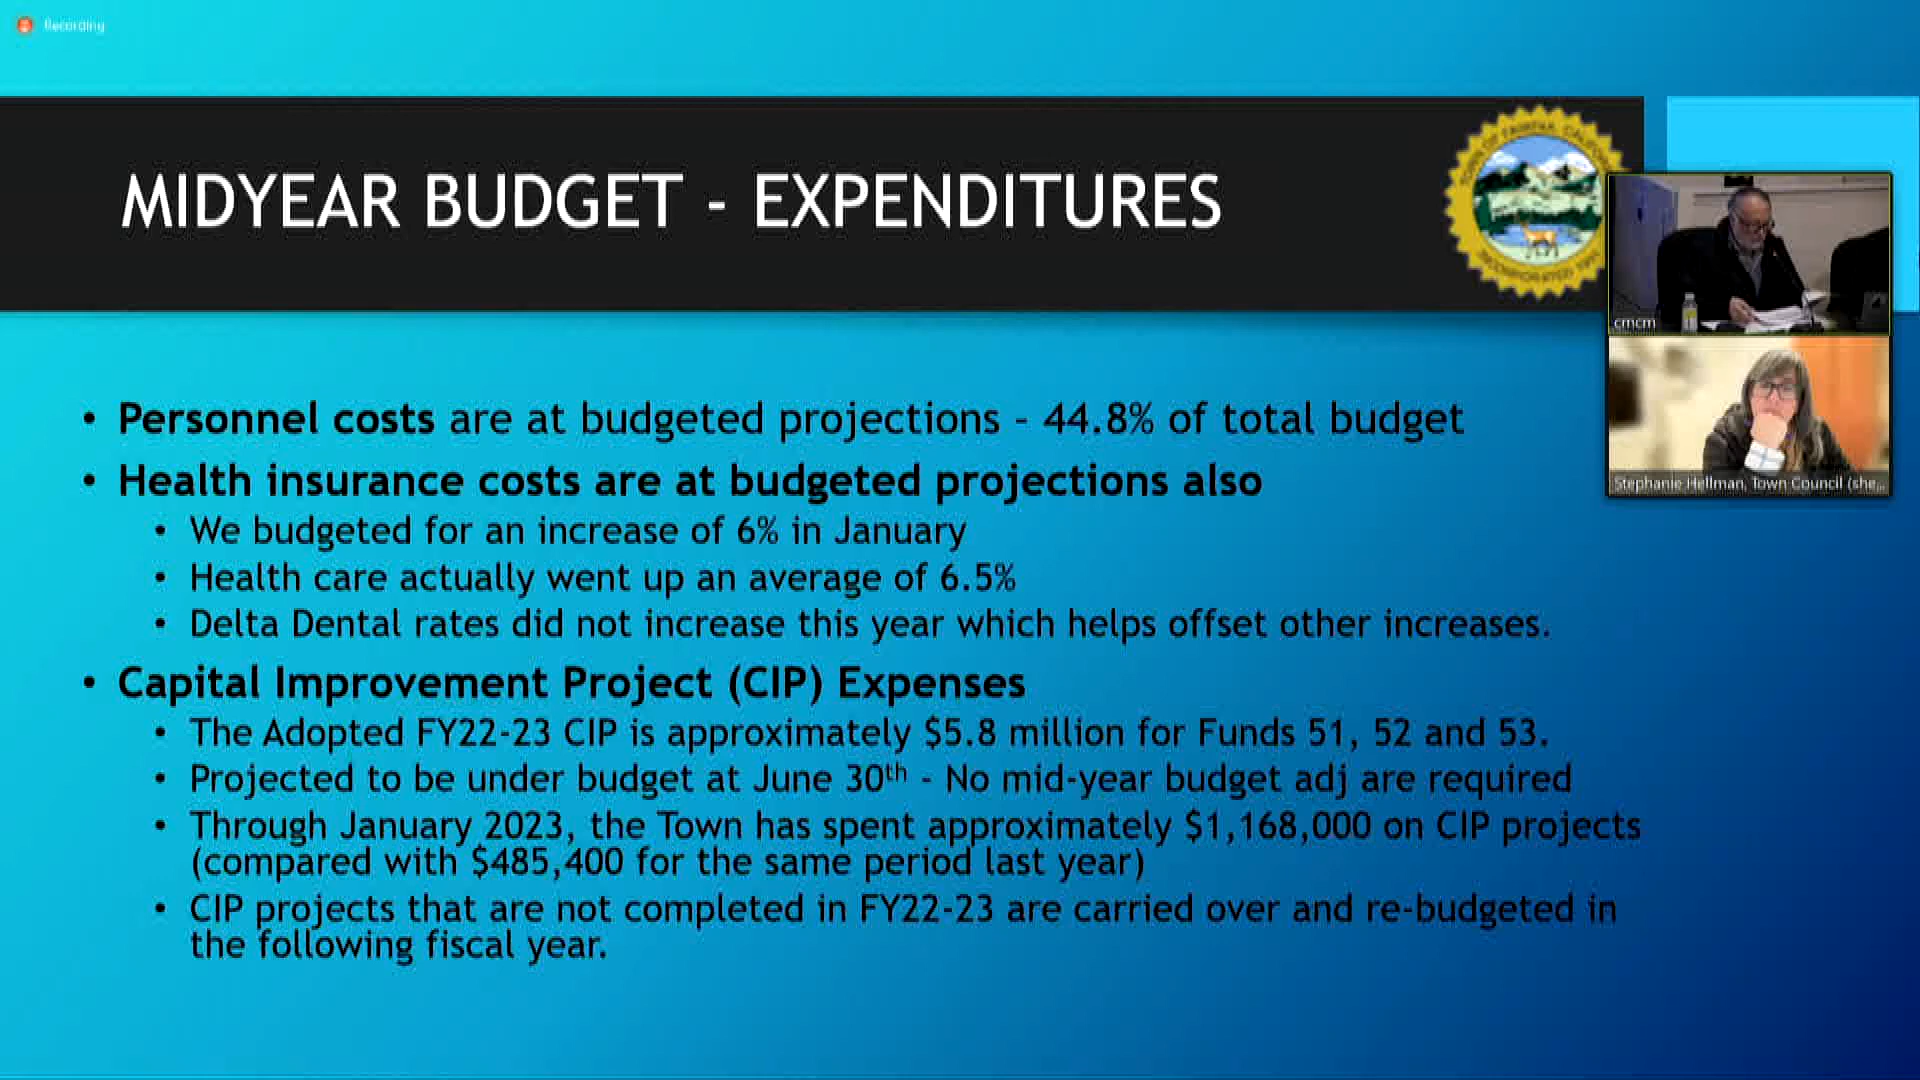 Recording
MIDYEAR BUDGET - EXPENDITURES
TOWN OF FAIRFAX, CALIFORNIA
INCORPORATED 1931
cmcm
Stephanie Hellman, Town Council (she...
• Personnel costs are at budgeted projections - 44.8% of total budget
• Health insurance costs are at budgeted projections also
• We budgeted for an increase of 6% in January
• Health care actually went up an average of 6.5%
• Delta Dental rates did not increase this year which helps offset other increases.
• Capital Improvement Project (CIP) Expenses
• The Adopted FY22-23 CIP is approximately $5.8 million for Funds 51, 52 and 53.
• Projected to be under budget at June 30th - No mid-year budget adj are required
• Through January 2023, the Town has spent approximately $1,168,000 on CIP projects
(compared with $485,400 for the same period last year)
• CIP projects that are not completed in FY22-23 are carried over and re-budgeted in
the following fiscal year.